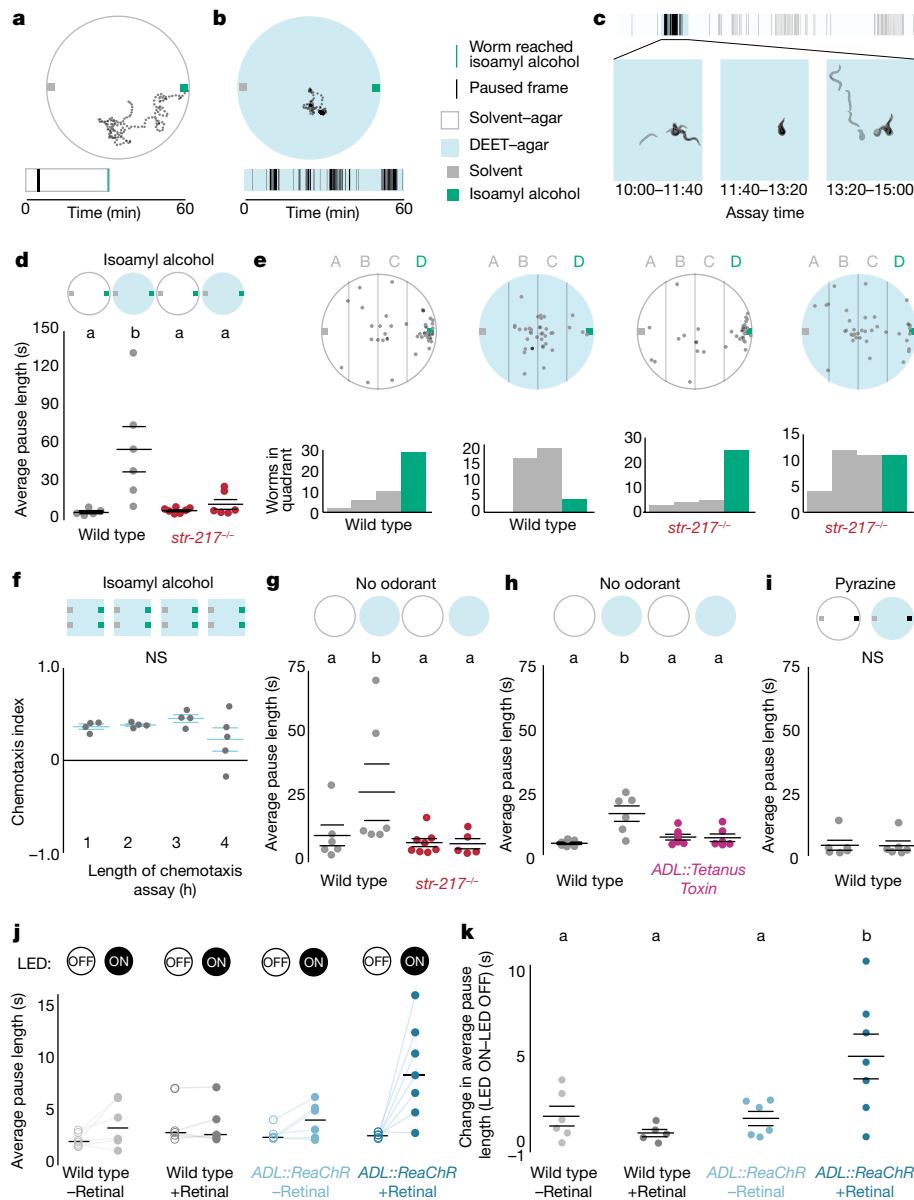 a
0
60
Time (min)
b
0
60
Time (min)
Worm reached
isoamyl alcohol
Paused frame
Solvent–agar
DEET–agar
Solvent
Isoamyl alcohol
c
10:00–11:40
11:40–13:20
13:20–15:00
Assay time
d
Isoamyl alcohol
a b a a
Average pause length (s)
150
120
90
60
30
0
Wild type
str-217–/–
e
A B C D
A B C D
A B C D
A B C D
Worms in
quadrant
30
20
10
0
Wild type
20
15
10
5
0
Wild type
30
20
10
0
str-217–/–
15
10
5
0
str-217–/–
f
Isoamyl alcohol
NS
Chemotaxis index
1.0
0
–1.0
1 2 3 4
Length of chemotaxis
assay (h)
g
No odorant
a b a a
Average pause length (s)
75
50
25
0
Wild type
str-217–/–
h
No odorant
a b a a
Average pause length (s)
75
50
25
0
Wild type
ADL::Tetanus
Toxin
i
Pyrazine
NS
Average pause length (s)
75
50
25
0
Wild type
j
LED: OFF ON OFF ON OFF ON OFF ON
Average pause length (s)
15
10
5
0
Wild type
–Retinal
Wild type
+Retinal
ADL::ReaChR
–Retinal
ADL::ReaChR
+Retinal
k
a a a b
Change in average pause
length (LED ON–LED OFF) (s)
10
5
0
–1
Wild type
–Retinal
Wild type
+Retinal
ADL::ReaChR
–Retinal
ADL::ReaChR
+Retinal